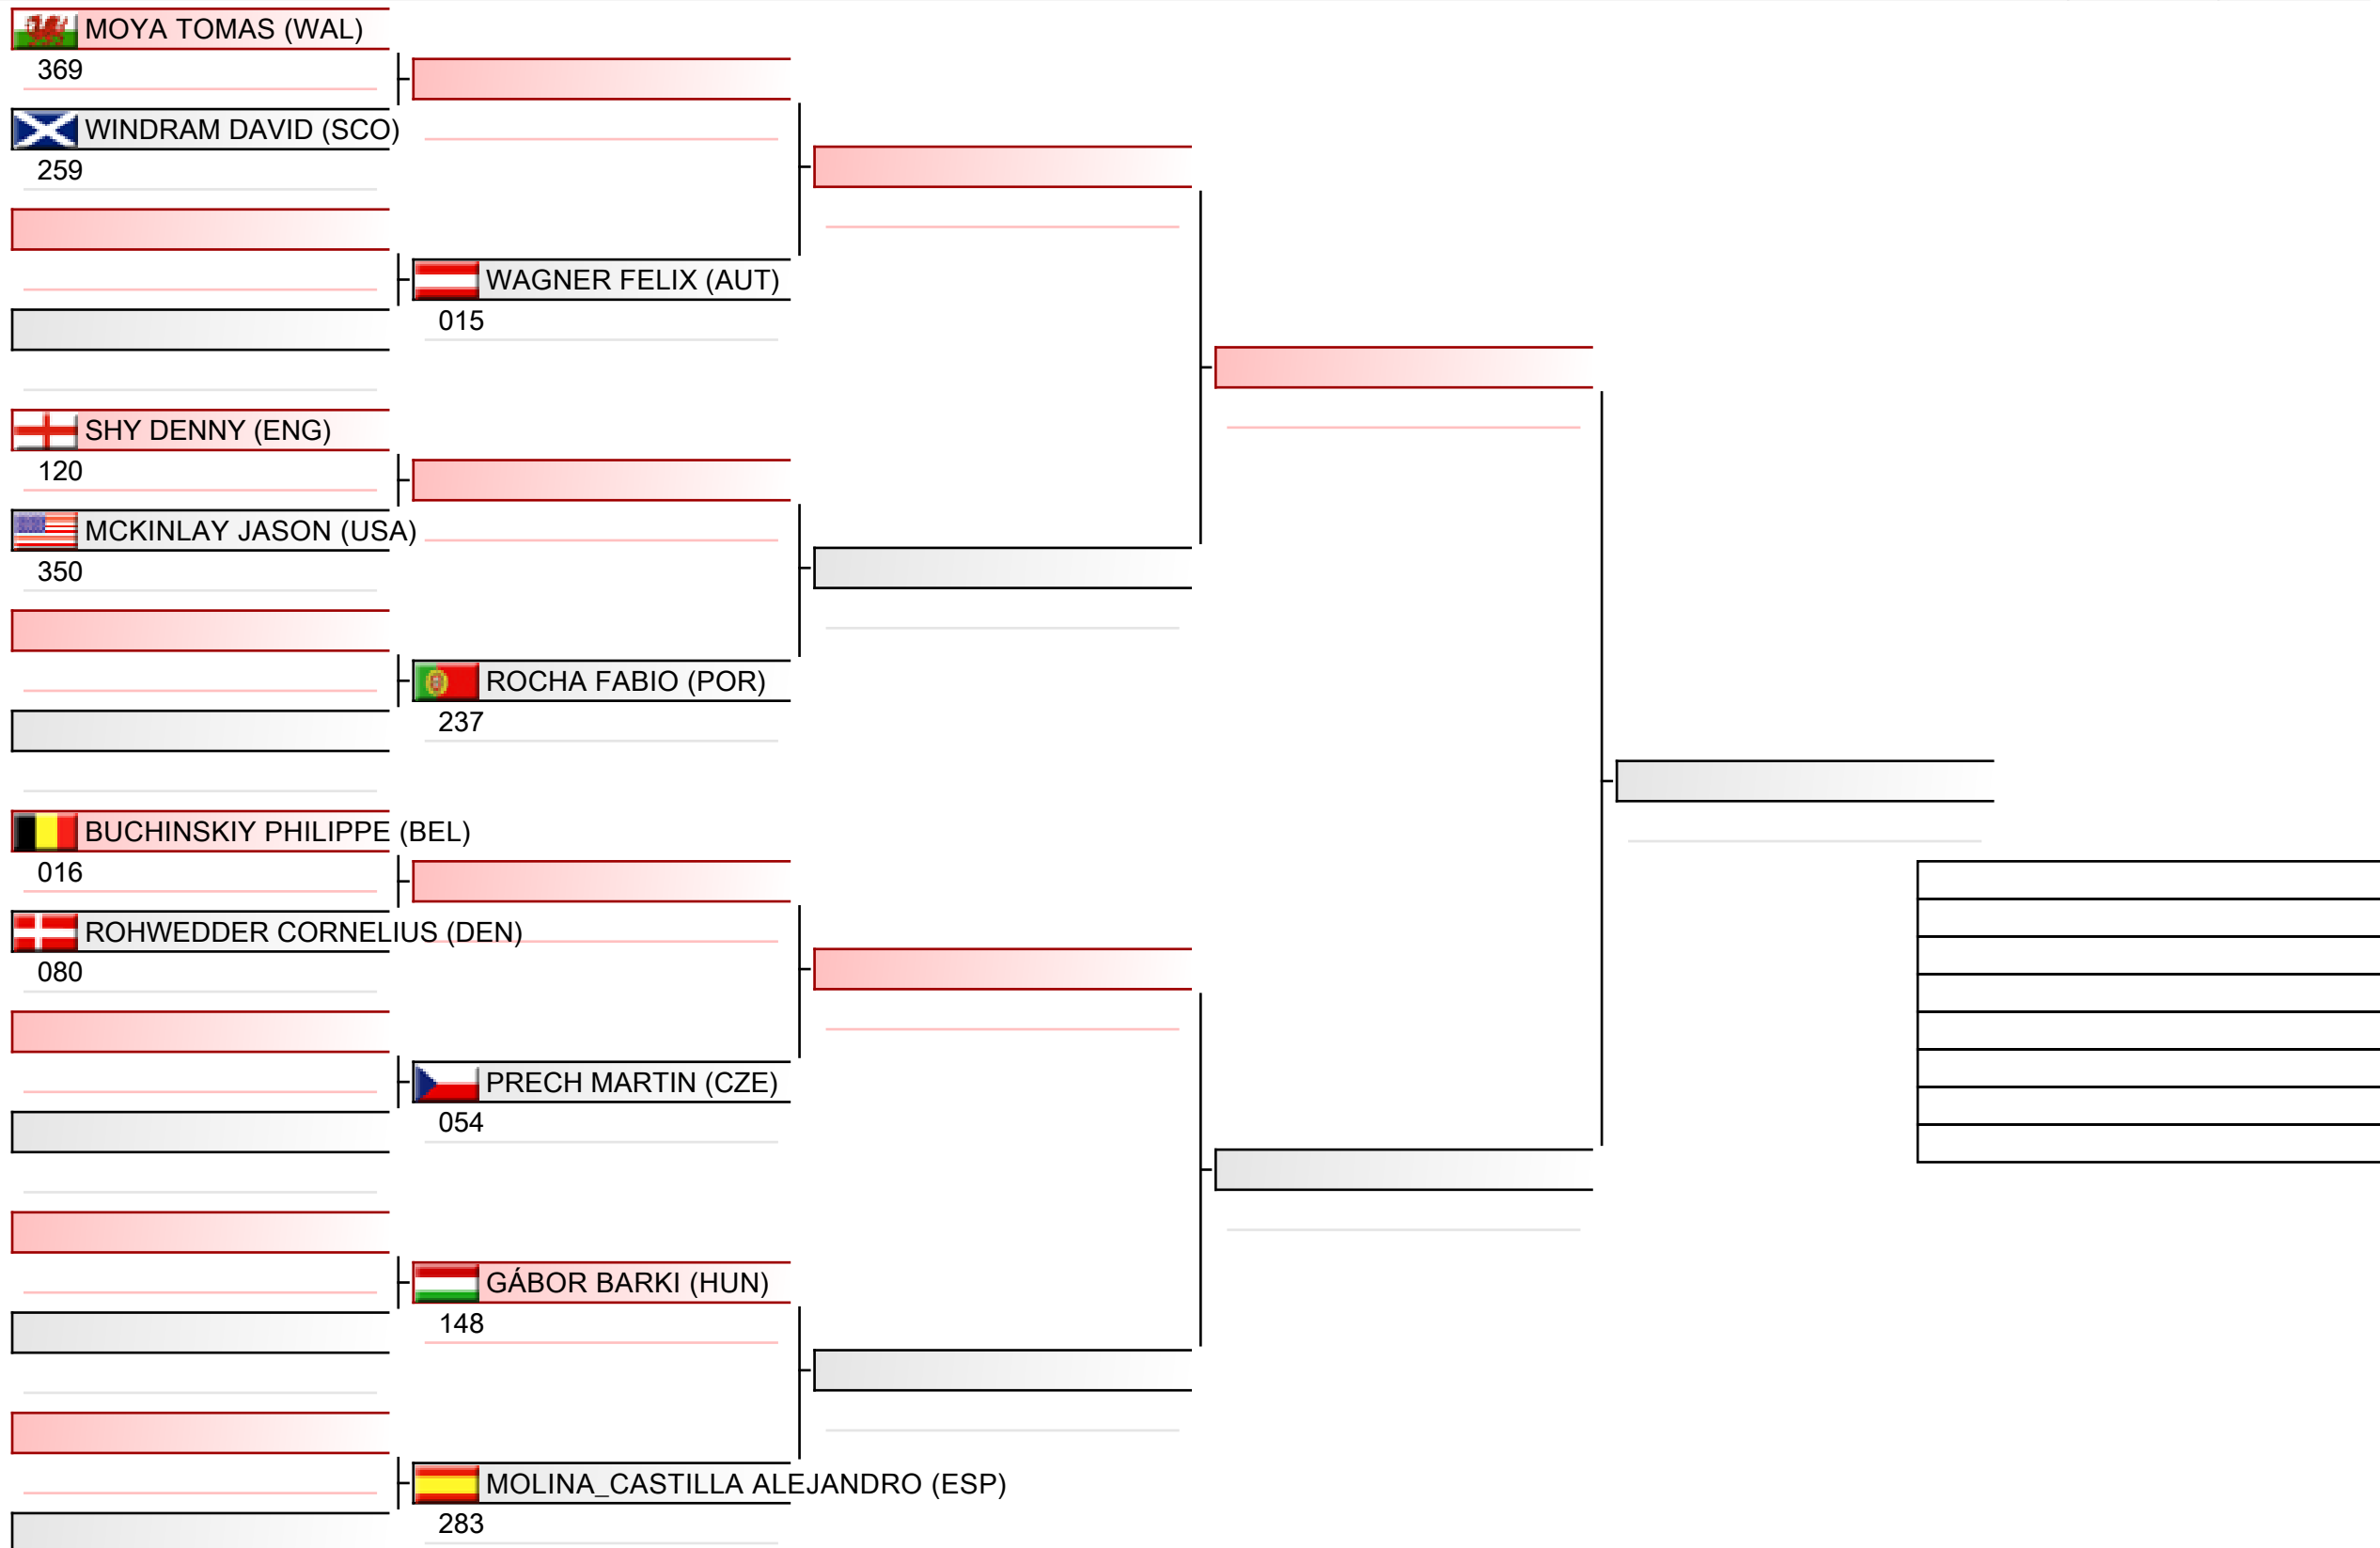 MOYA TOMAS (WAL)
369
WINDRAM DAVID (SCO)
259
WAGNER FELIX (AUT)
015
SHY DENNY (ENG)
120
MCKINLAY JASON (USA)
350
ROCHA FABIO (POR)
237
BUCHINSKIY PHILIPPE (BEL)
016
ROHWEDDER CORNELIUS (DEN)
080
PRECH MARTIN (CZE)
054
GÁBOR BARKI (HUN)
148
MOLINA_CASTILLA ALEJANDRO (ESP)
283